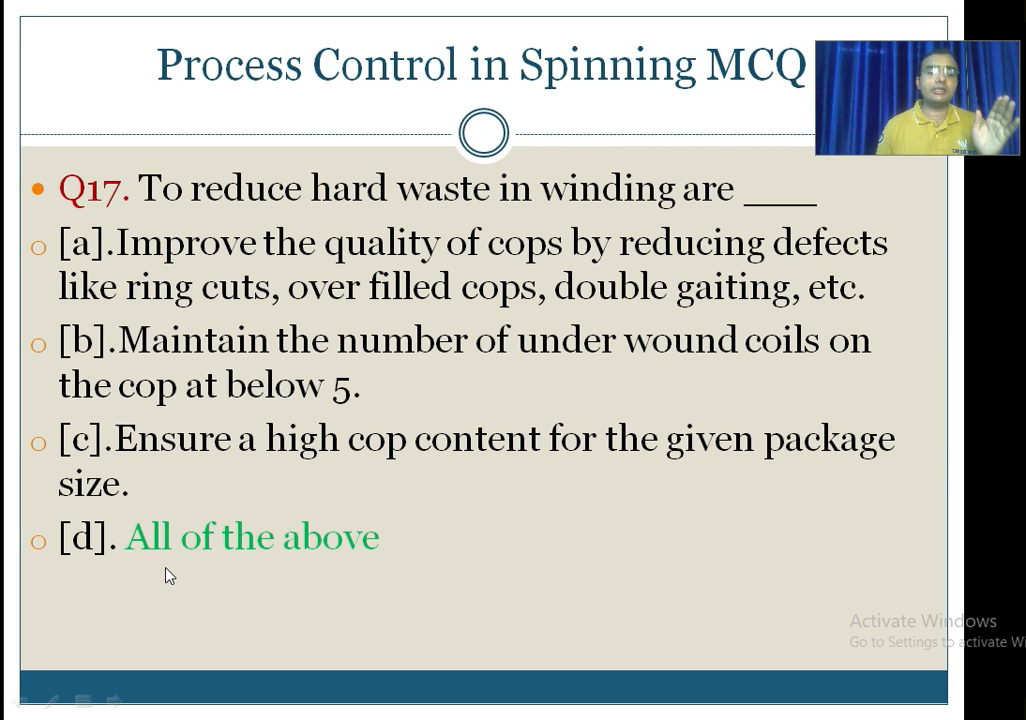 Process Control in Spinning MCQ
Q17. To reduce hard waste in winding are ____
[a].Improve the quality of cops by reducing defects
like ring cuts, over filled cops, double gaiting, etc.
[b].Maintain the number of under wound coils on
the cop at below 5.
[c].Ensure a high cop content for the given package
size.
[d]. All of the above
Activate Windows
Go to Settings to activate Wi